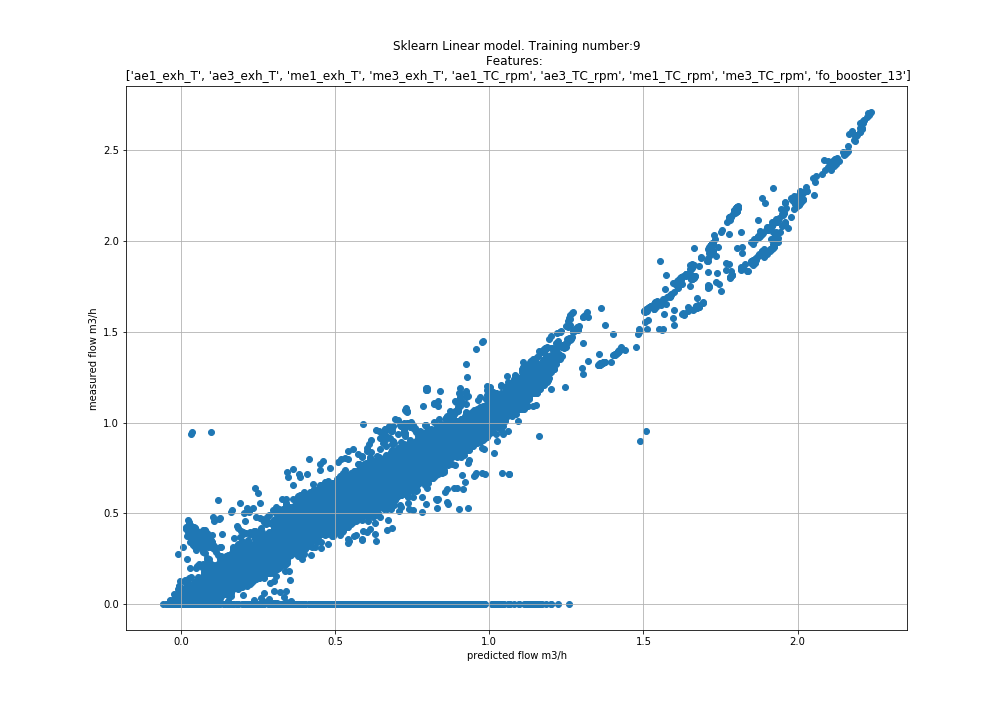 Sklearn Linear model. Training number:9
Features:
['ae1_exh_T', 'ae3_exh_T', 'me1_exh_T', 'me3_exh_T', 'ae1_TC_rpm', 'ae3_TC_rpm', 'me1_TC_rpm', 'me3_TC_rpm', 'fo_booster_13']
measured flow m3/h
2.5
2.0
1.5
1.0
0.5
0.0
0.0 0.5 1.0 1.5 2.0
predicted flow m3/h